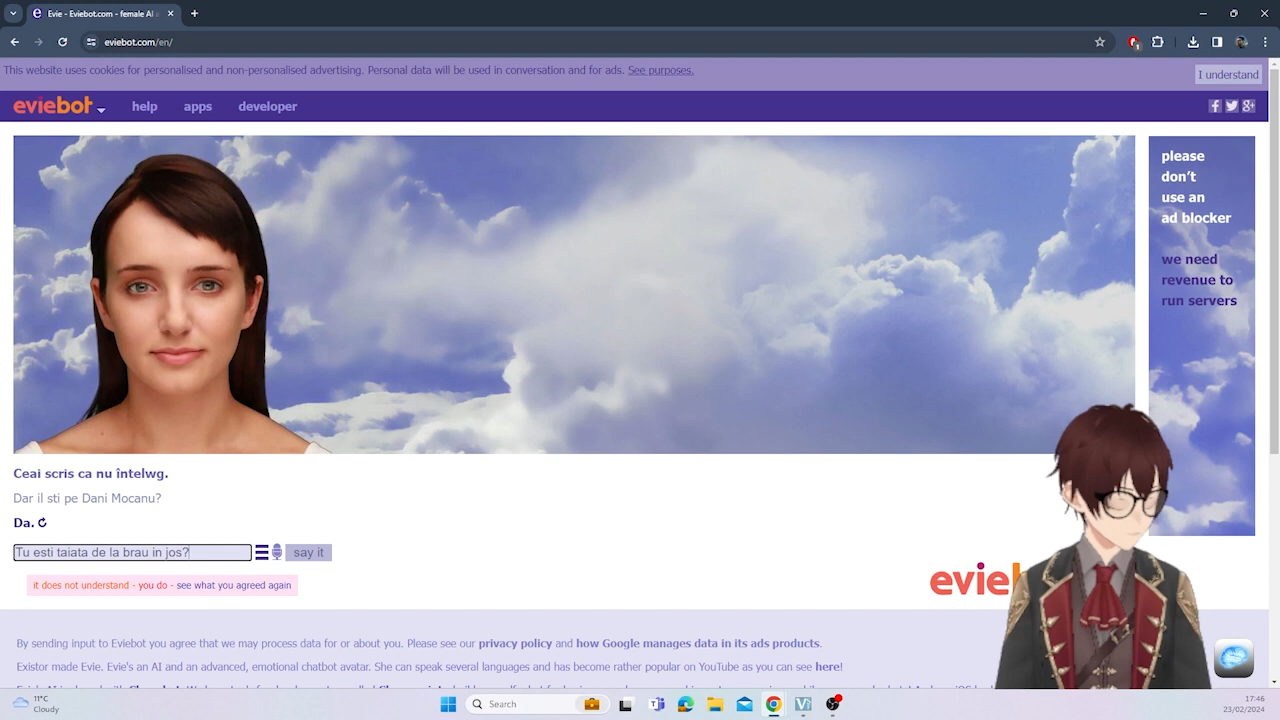 Evie - Eviebot.com - female AI
eviebot.com/en/
This website uses cookies for personalised and non-personalised advertising. Personal data will be used in conversation and for ads. See purposes.
I understand
eviebot
help
apps
developer
please
don't
use an
ad blocker
we need
revenue to
run servers
Ceai scris ca nu întelwg.
Dar il sti pe Dani Mocanu?
Da.
Tu esti taiata de la brau in jos?
say it
it does not understand - you do - see what you agreed again
By sending input to Eviebot you agree that we may process data for or about you. Please see our privacy policy and how Google manages data in its ads products.
Existor made Evie. Evie's an AI and an advanced, emotional chatbot avatar. She can speak several languages and has become rather popular on YouTube as you can see here!
11°C
Cloudy
Search
17:46
23/02/2024